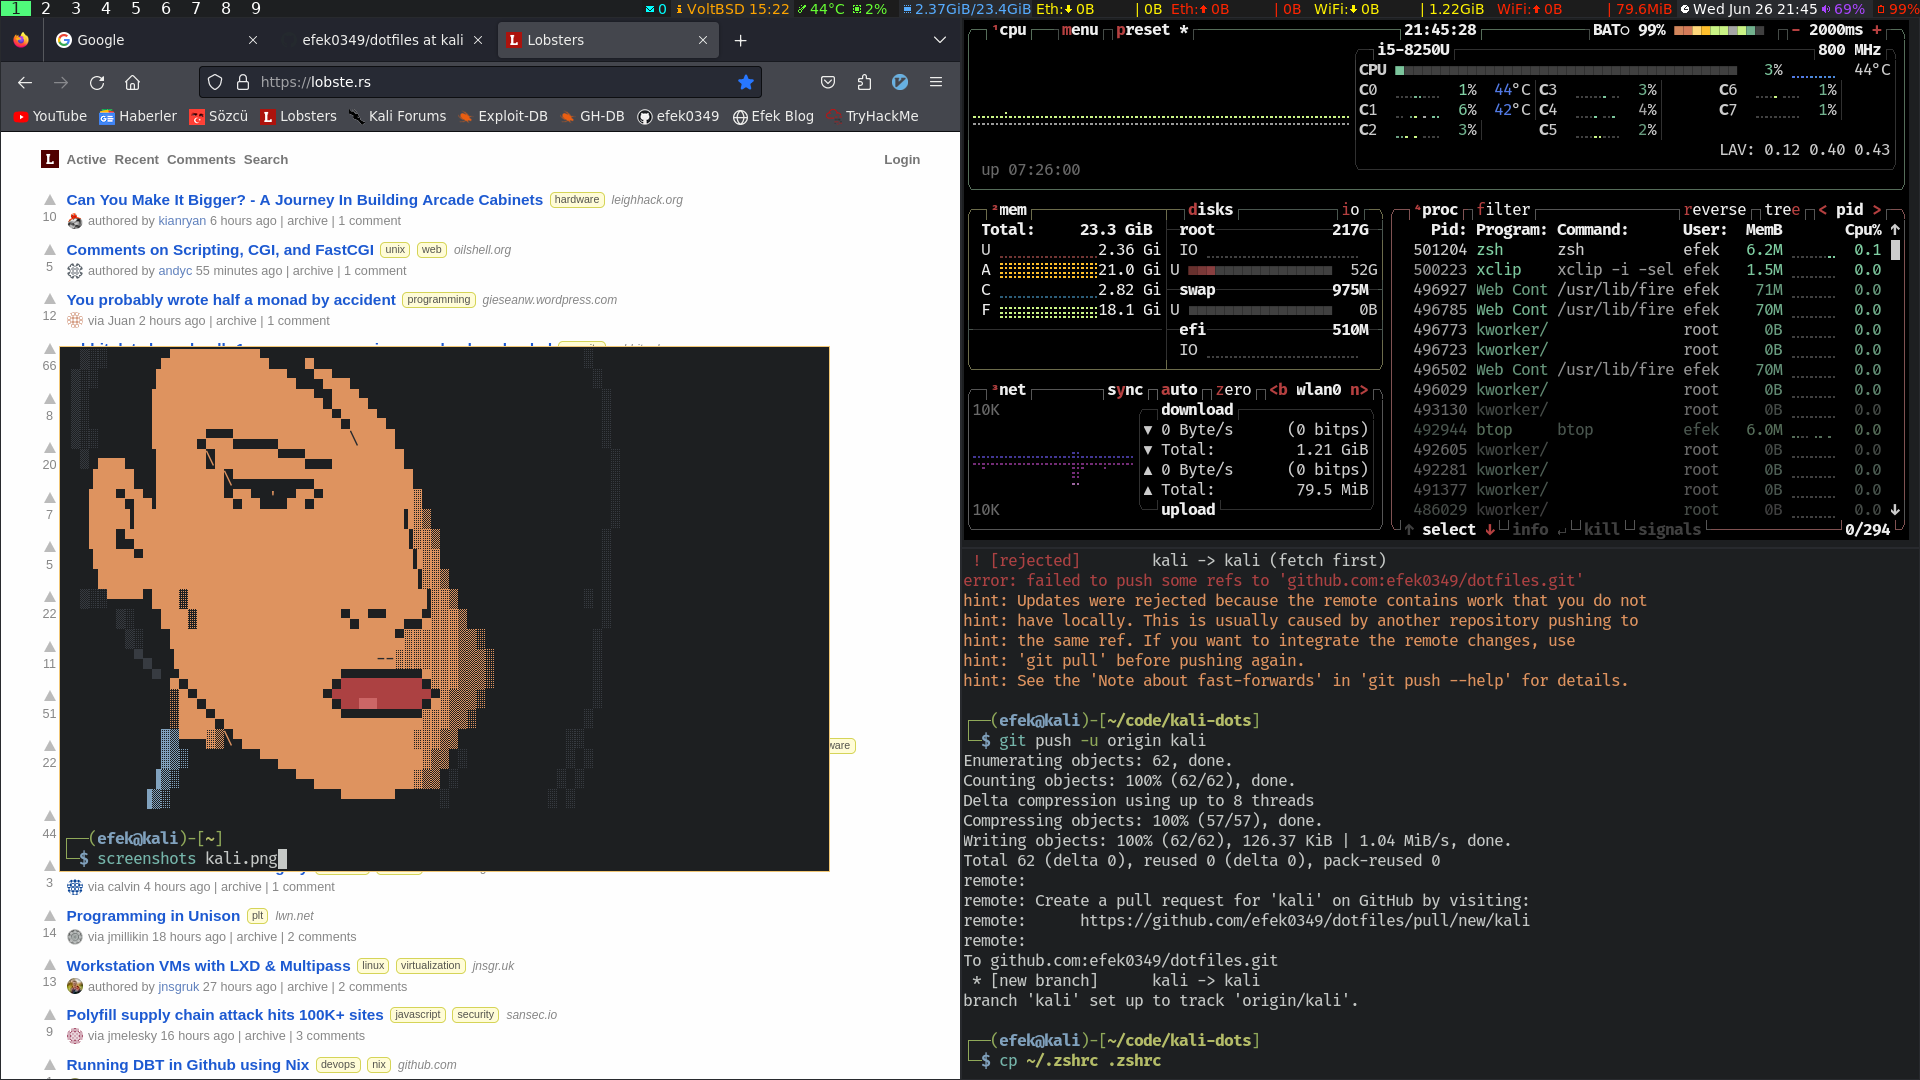 1 2 3 4 5 6 7 8 9
0 VoltBSD 15:22 44°C 2% 2.37GiB/23.4GiB Eth: 0B | 0B Eth: 0B | 0B WiFi: 0B | 1.22GiB WiFi: 0B | 79.6MiB Wed Jun 26 21:45 69% 99%
Google
efek0349/dotfiles at kali
Lobsters
https://lobste.rs
YouTube Haberler Sözcü Lobsters Kali Forums Exploit-DB GH-DB efek0349 Efek Blog TryHackMe
Active Recent Comments Search Login
Can You Make It Bigger? - A Journey In Building Arcade Cabinets hardware leighhack.org
10
authored by kianryan 6 hours ago | archive | 1 comment
Comments on Scripting, CGI, and FastCGI unix web oilshell.org
5
authored by andyc 55 minutes ago | archive | 1 comment
You probably wrote half a monad by accident programming gieseanw.wordpress.com
12
via Juan 2 hours ago | archive | 1 comment
66
8
20
7
5
22
11
51
22
ware
44
┌──(efek@kali)-[~]
└─$ screenshots kali.png
3
via calvin 4 hours ago | archive | 1 comment
Programming in Unison plt lwn.net
14
via jmillikin 18 hours ago | archive | 2 comments
Workstation VMs with LXD & Multipass linux virtualization jnsgr.uk
13
authored by jnsgruk 27 hours ago | archive | 2 comments
Polyfill supply chain attack hits 100K+ sites javascript security sansec.io
9
via jmelesky 16 hours ago | archive | 3 comments
Running DBT in Github using Nix devops nix github.com
¹cpu menu preset * 21:45:28 BAT○ 99% - 2000ms +
i5-8250U 800 MHz
CPU 3% 44°C
C0 1% 44°C C3 3% C6 1%
C1 6% 42°C C4 4% C7 1%
C2 3% C5 2%
LAV: 0.12 0.40 0.43
up 07:26:00
²mem disks io
Total: 23.3 GiB root 217G
U 2.36 Gi IO
A 21.0 Gi U 52G
C 2.82 Gi swap 975M
F 18.1 Gi U 0B
efi 510M
IO
³net sync auto zero <b wlan0 n>
10K download
▼ 0 Byte/s (0 bitps)
▼ Total: 1.21 GiB
▲ 0 Byte/s (0 bitps)
▲ Total: 79.5 MiB
10K upload
⁴proc filter reverse tree < pid >
Pid: Program: Command: User: MemB Cpu% ↑
501204 zsh zsh efek 6.2M 0.1
500223 xclip xclip -i -sel efek 1.5M 0.0
496927 Web Cont /usr/lib/fire efek 71M 0.0
496785 Web Cont /usr/lib/fire efek 70M 0.0
496773 kworker/ root 0B 0.0
496723 kworker/ root 0B 0.0
496502 Web Cont /usr/lib/fire efek 70M 0.0
496029 kworker/ root 0B 0.0
493130 kworker/ root 0B 0.0
492944 btop btop efek 6.0M 0.0
492605 kworker/ root 0B 0.0
492281 kworker/ root 0B 0.0
491377 kworker/ root 0B 0.0
486029 kworker/ root 0B 0.0 ↓
↑ select ↓ info ↵ kill signals 0/294
! [rejected] kali -> kali (fetch first)
error: failed to push some refs to 'github.com:efek0349/dotfiles.git'
hint: Updates were rejected because the remote contains work that you do not
hint: have locally. This is usually caused by another repository pushing to
hint: the same ref. If you want to integrate the remote changes, use
hint: 'git pull' before pushing again.
hint: See the 'Note about fast-forwards' in 'git push --help' for details.
┌──(efek@kali)-[~/code/kali-dots]
└─$ git push -u origin kali
Enumerating objects: 62, done.
Counting objects: 100% (62/62), done.
Delta compression using up to 8 threads
Compressing objects: 100% (57/57), done.
Writing objects: 100% (62/62), 126.37 KiB | 1.04 MiB/s, done.
Total 62 (delta 0), reused 0 (delta 0), pack-reused 0
remote:
remote: Create a pull request for 'kali' on GitHub by visiting:
remote: https://github.com/efek0349/dotfiles/pull/new/kali
remote:
To github.com:efek0349/dotfiles.git
* [new branch] kali -> kali
branch 'kali' set up to track 'origin/kali'.
┌──(efek@kali)-[~/code/kali-dots]
└─$ cp ~/.zshrc .zshrc